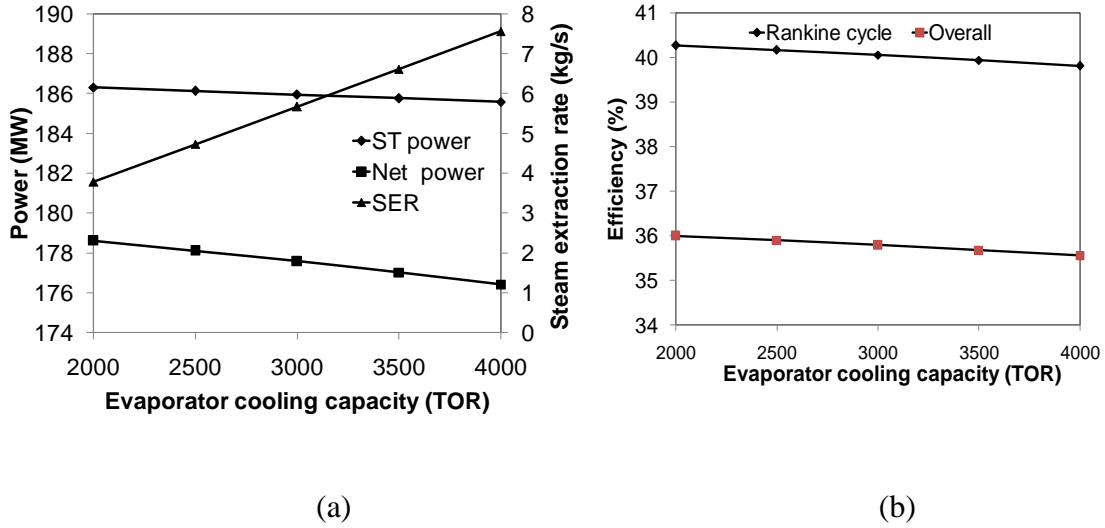 190
188
186
184
182
180
178
176
174
Power (MW)
8
7
6
5
4
3
2
1
0
Steam extraction rate (kg/s)
ST power
Net power
SER
2000 2500 3000 3500 4000
Evaporator cooling capacity (TOR)
(a)
41
40
39
38
37
36
35
34
Efficiency (%)
Rankine cycle Overall
2000 2500 3000 3500 4000
Evaporator cooling capacity (TOR)
(b)